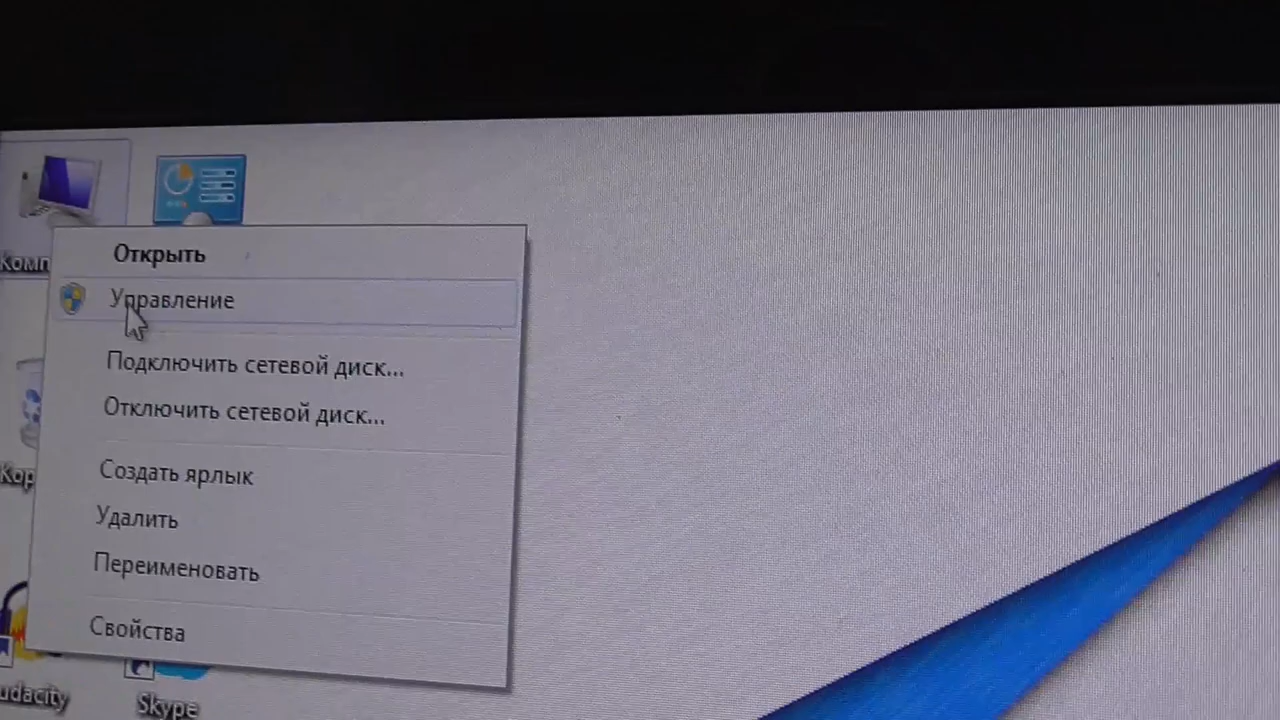 Комп
Открыть
Управление
Подключить сетевой диск...
Отключить сетевой диск...
Кор
Создать ярлык
Удалить
Переименовать
Свойства
udacity
Skype